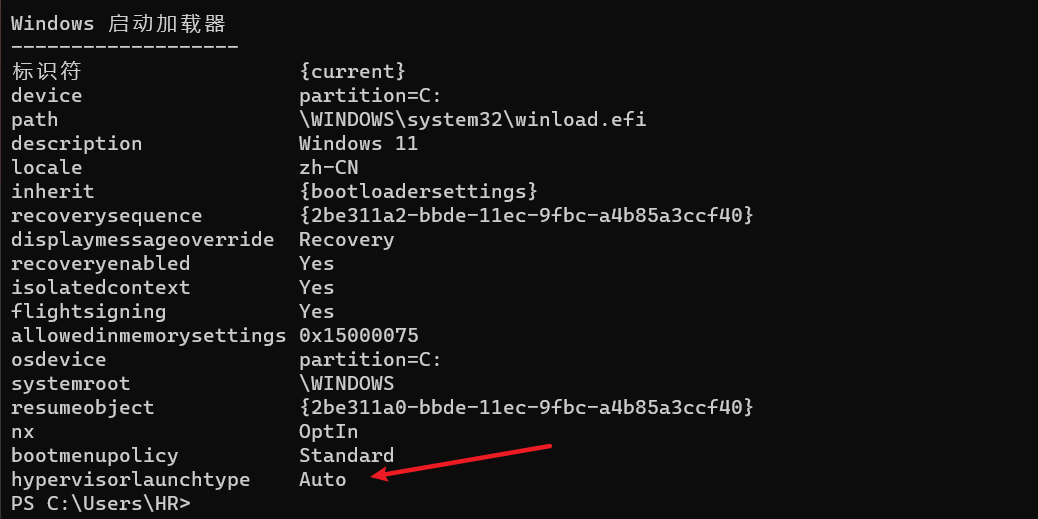 Windows 启动加载器
-------------------
标识符                  {current}
device                  partition=C:
path                    \WINDOWS\system32\winload.efi
description             Windows 11
locale                  zh-CN
inherit                 {bootloadersettings}
recoverysequence        {2be311a2-bbde-11ec-9fbc-a4b85a3ccf40}
displaymessageoverride  Recovery
recoveryenabled         Yes
isolatedcontext         Yes
flightsigning           Yes
allowedinmemorysettings 0x15000075
osdevice                partition=C:
systemroot              \WINDOWS
resumeobject            {2be311a0-bbde-11ec-9fbc-a4b85a3ccf40}
nx                      OptIn
bootmenupolicy          Standard
hypervisorlaunchtype    Auto
PS C:\Users\HR>